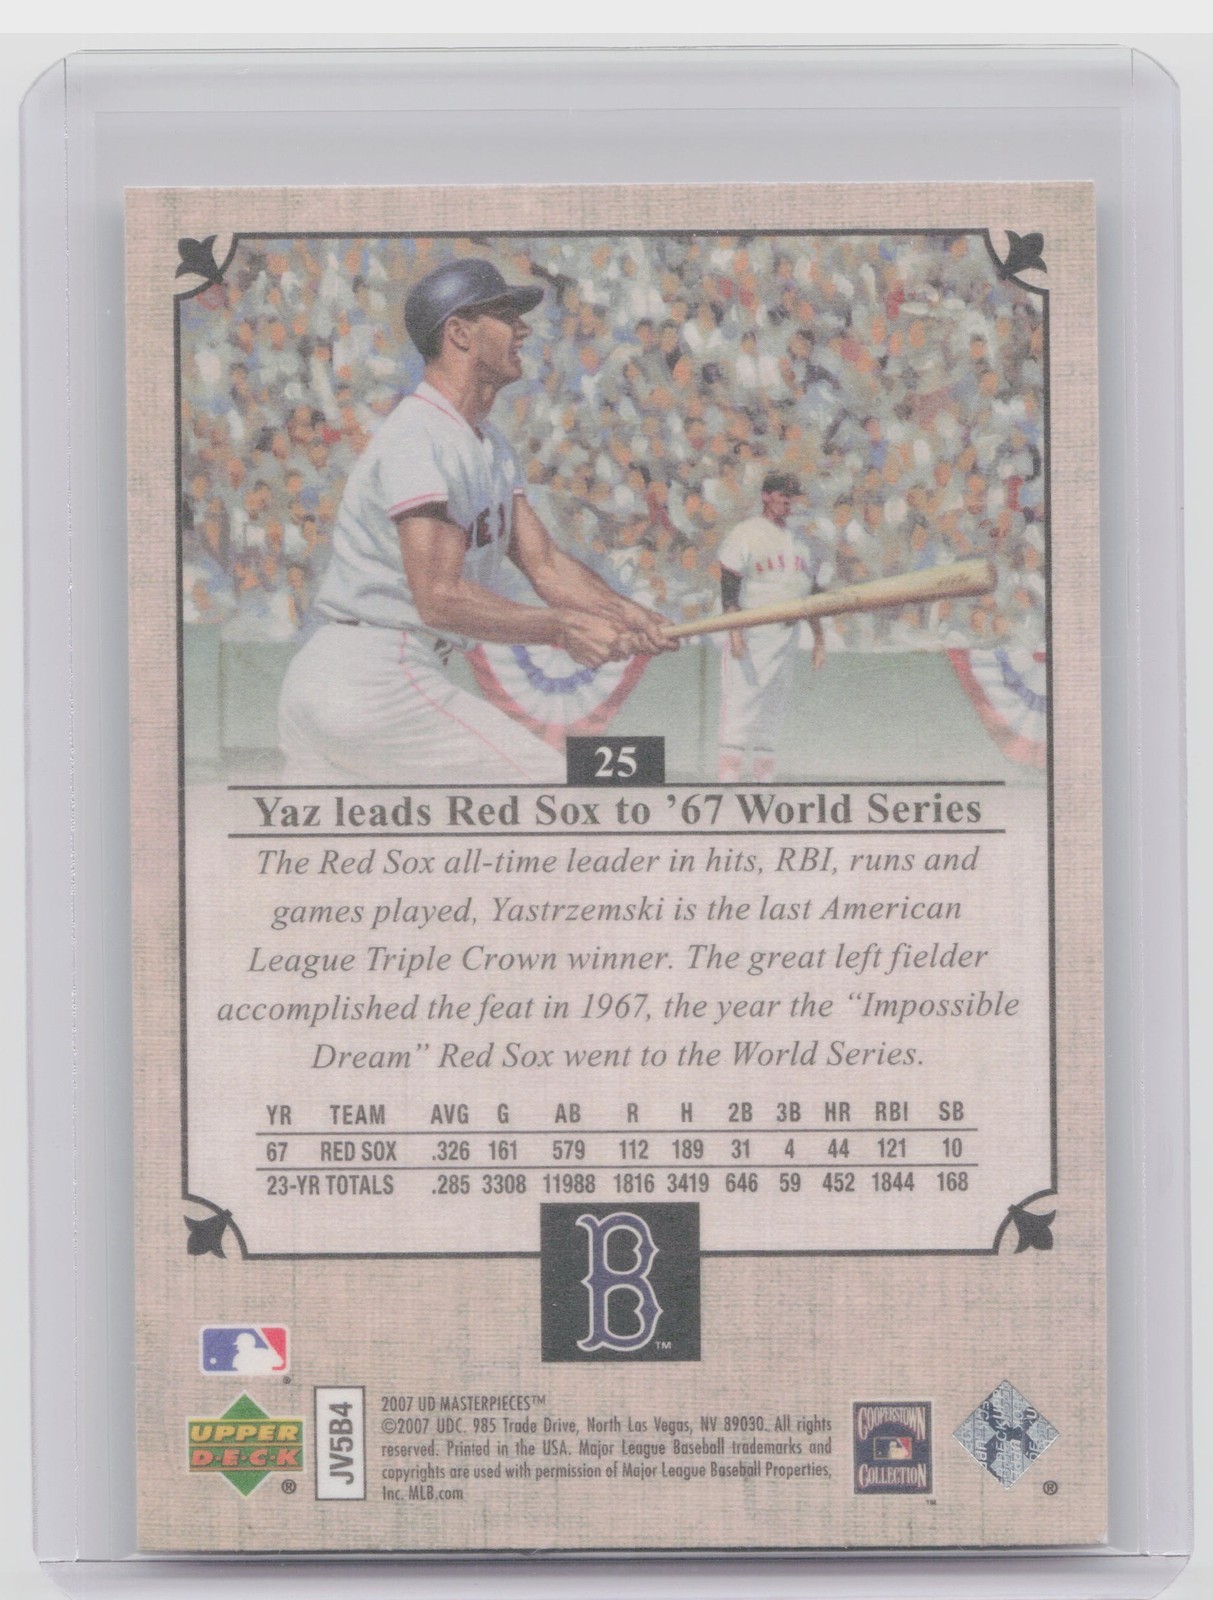 25
Yaz leads Red Sox to ’67 World Series
The Red Sox all-time leader in hits, RBI, runs and
games played, Yastrzemski is the last American
League Triple Crown winner. The great left fielder
accomplished the feat in 1967, the year the “Impossible
Dream” Red Sox went to the World Series.
YR TEAM AVG G AB R H 2B 3B HR RBI SB
67 RED SOX .326 161 579 112 189 31 4 44 121 10
23-YR TOTALS .285 3308 11988 1816 3419 646 59 452 1844 168
B™
UPPER
DECK
®
JV5B4
2007 UD MASTERPIECES™
©2007 UDC. 985 Trade Drive, North Las Vegas, NV 89030. All rights
reserved. Printed in the USA. Major League Baseball trademarks and
copyrights are used with permission of Major League Baseball Properties,
Inc. MLB.com
COOPERSTOWN
COLLECTION
™
®